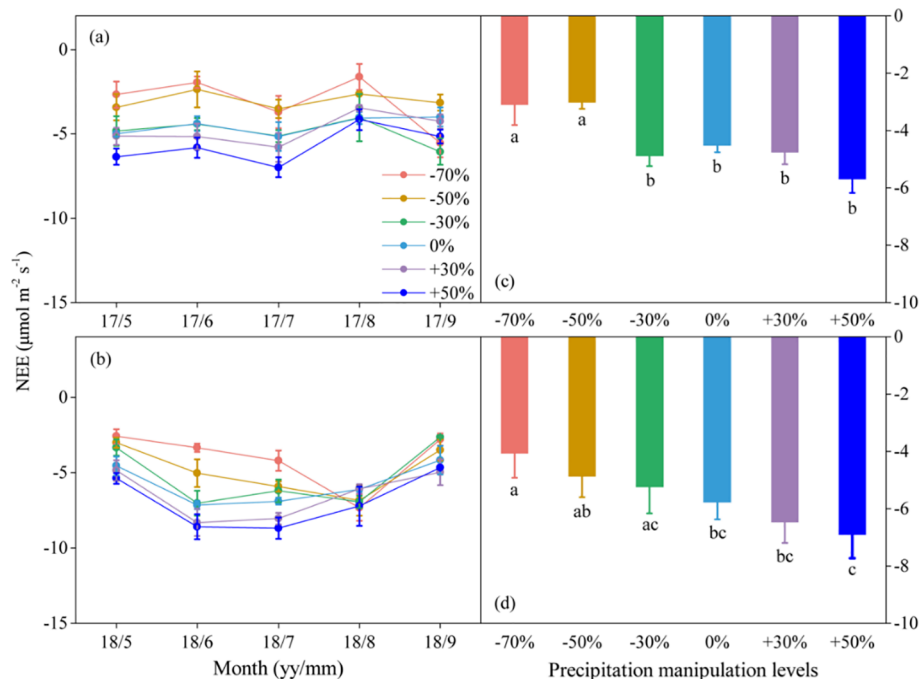 (a)
0
-5
-10
-15
-70%
-50%
-30%
0%
+30%
+50%
17/5 17/6 17/7 17/8 17/9
(c)
a a b b b b
0
-2
-4
-6
-8
-10
-70% -50% -30% 0% +30% +50%
NEE (μmol m⁻² s⁻¹)
(b)
0
-5
-10
-15
18/5 18/6 18/7 18/8 18/9
Month (yy/mm)
(d)
a ab ac bc bc c
0
-2
-4
-6
-8
-10
-70% -50% -30% 0% +30% +50%
Precipitation manipulation levels